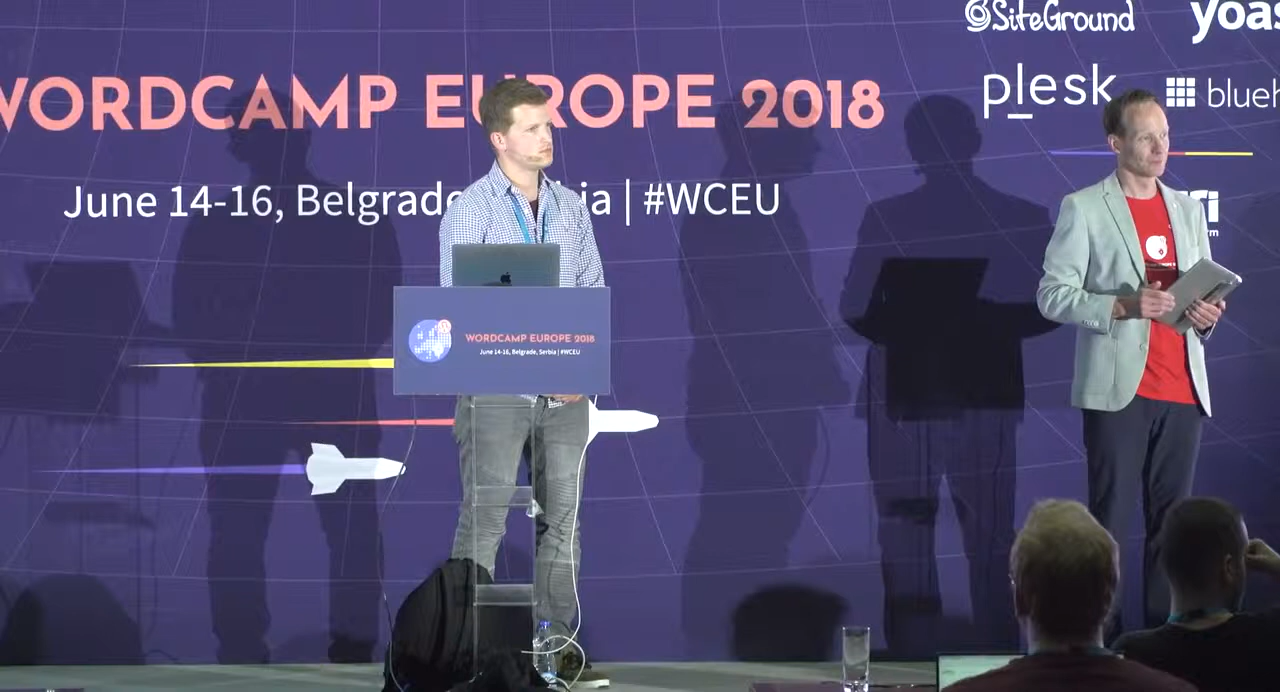 SiteGround
yoas
WORDCAMP EUROPE 2018
plesk
blueh
June 14-16, Belgrade, ia | #WCEU
WORDCAMP EUROPE 2018
June 14-16, Belgrade, Serbia | #WCEU